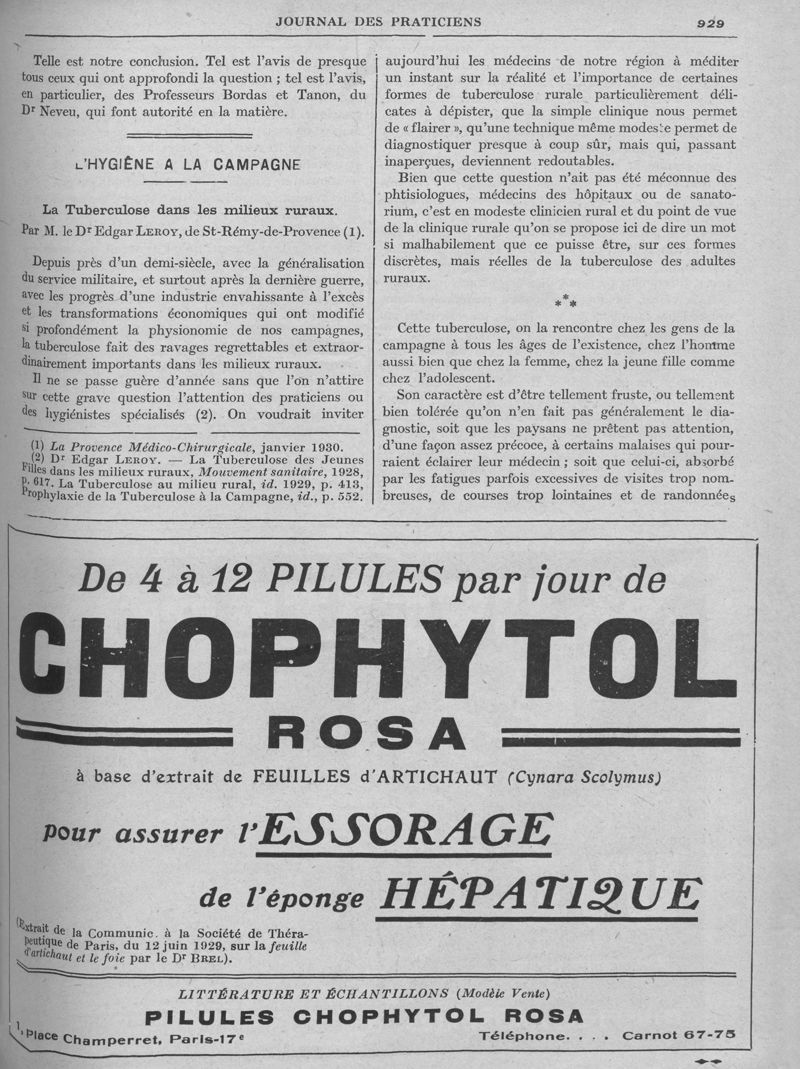 JOURNAL DES PRATICIENS 929
Telle est notre conclusion. Tel est l'avis de presque
tous ceux qui ont approfondi la question ; tel est l'avis,
en particulier, des Professeurs Bordas et Tanon, du
Dr Neveu, qui font autorité en la matière.
L'HYGIÈNE A LA CAMPAGNE
La Tuberculose dans les milieux ruraux.
Par M. le Dr Edgar LEROY, de St-Rémy-de-Provence (1).
Depuis près d'un demi-siècle, avec la généralisation
du service militaire, et surtout après la dernière guerre,
avec les progrès d'une industrie envahissante à l'excès
et les transformations économiques qui ont modifié
si profondément la physionomie de nos campagnes,
la tuberculose fait des ravages regrettables et extraor-
dinairement importants dans les milieux ruraux.
Il ne se passe guère d'année sans que l'on n'attire
sur cette grave question l'attention des praticiens ou
des hygiénistes spécialisés (2). On voudrait inviter
(1) La Provence Médico-Chirurgicale, janvier 1930.
(2) Dr Edgar LEROY. — La Tuberculose des Jeunes
Filles dans les milieux ruraux, Mouvement sanitaire, 1928,
p. 617. La Tuberculose au milieu rural, id. 1929, p. 413,
Prophylaxie de la Tuberculose à la Campagne, id., p. 552.
aujourd'hui les médecins de notre région à méditer
un instant sur la réalité et l'importance de certaines
formes de tuberculose rurale particulièrement déli-
cates à dépister, que la simple clinique nous permet
de « flairer », qu'une technique même modeste permet de
diagnostiquer presque à coup sûr, mais qui, passant
inaperçues, deviennent redoutables.
Bien que cette question n'ait pas été méconnue des
phtisiologues, médecins des hôpitaux ou de sanato-
rium, c'est en modeste clinicien rural et du point de vue
de la clinique rurale qu'on se propose ici de dire un mot
si malhabilement que ce puisse être, sur ces formes
discrètes, mais réelles de la tuberculose des adultes
ruraux.
***
Cette tuberculose, on la rencontre chez les gens de la
campagne à tous les âges de l'existence, chez l'homme
aussi bien que chez la femme, chez la jeune fille comme
chez l'adolescent.
Son caractère est d'être tellement fruste, ou tellement
bien tolérée qu'on n'en fait pas généralement le dia-
gnostic, soit que les paysans ne prêtent pas attention,
d'une façon assez précoce, à certains malaises qui pour-
raient éclairer leur médecin ; soit que celui-ci, absorbé
par les fatigues parfois excessives de visites trop nom-
breuses, de courses trop lointaines et de randonnées
De 4 à 12 PILULES par jour de
CHOPHYTOL
ROSA
à base d'extrait de FEUILLES d'ARTICHAUT (Cynara Scolymus)
pour assurer l'ESSORAGE
de l'éponge HÉPATIQUE
(Extrait de la Communic. à la Société de Théra-
peutique de Paris, du 12 juin 1929, sur la feuille
d'artichaut et le foie par le Dr BREL).
LITTÉRATURE ET ÉCHANTILLONS (Modèle Vente)
PILULES CHOPHYTOL ROSA
1, Place Champerret, Paris-17e Téléphone. . . . Carnot 67-75